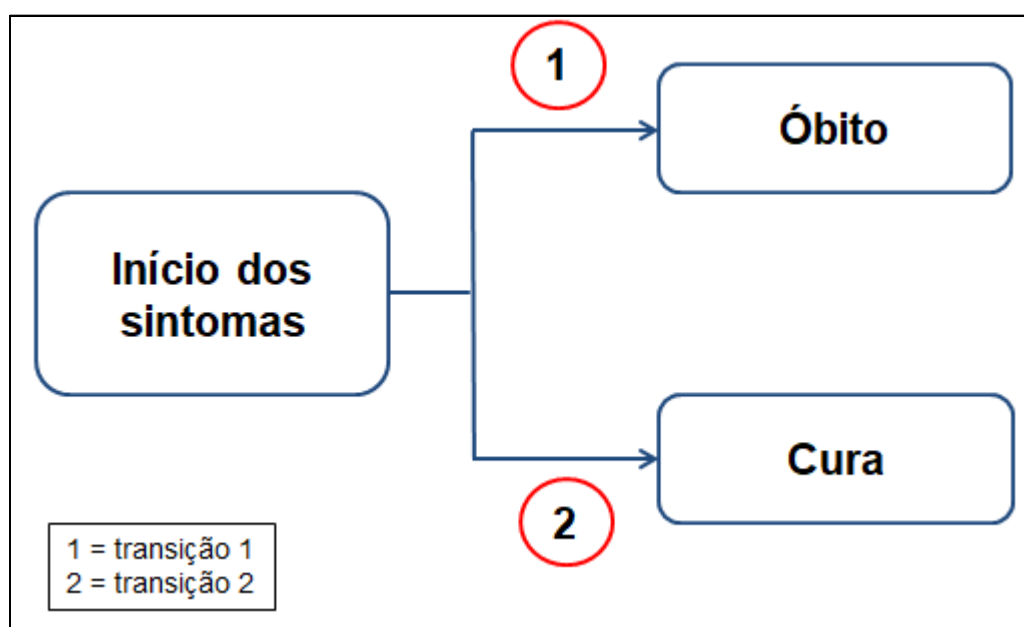 1
Óbito
Início dos
sintomas
Cura
2
1 = transição 1
2 = transição 2